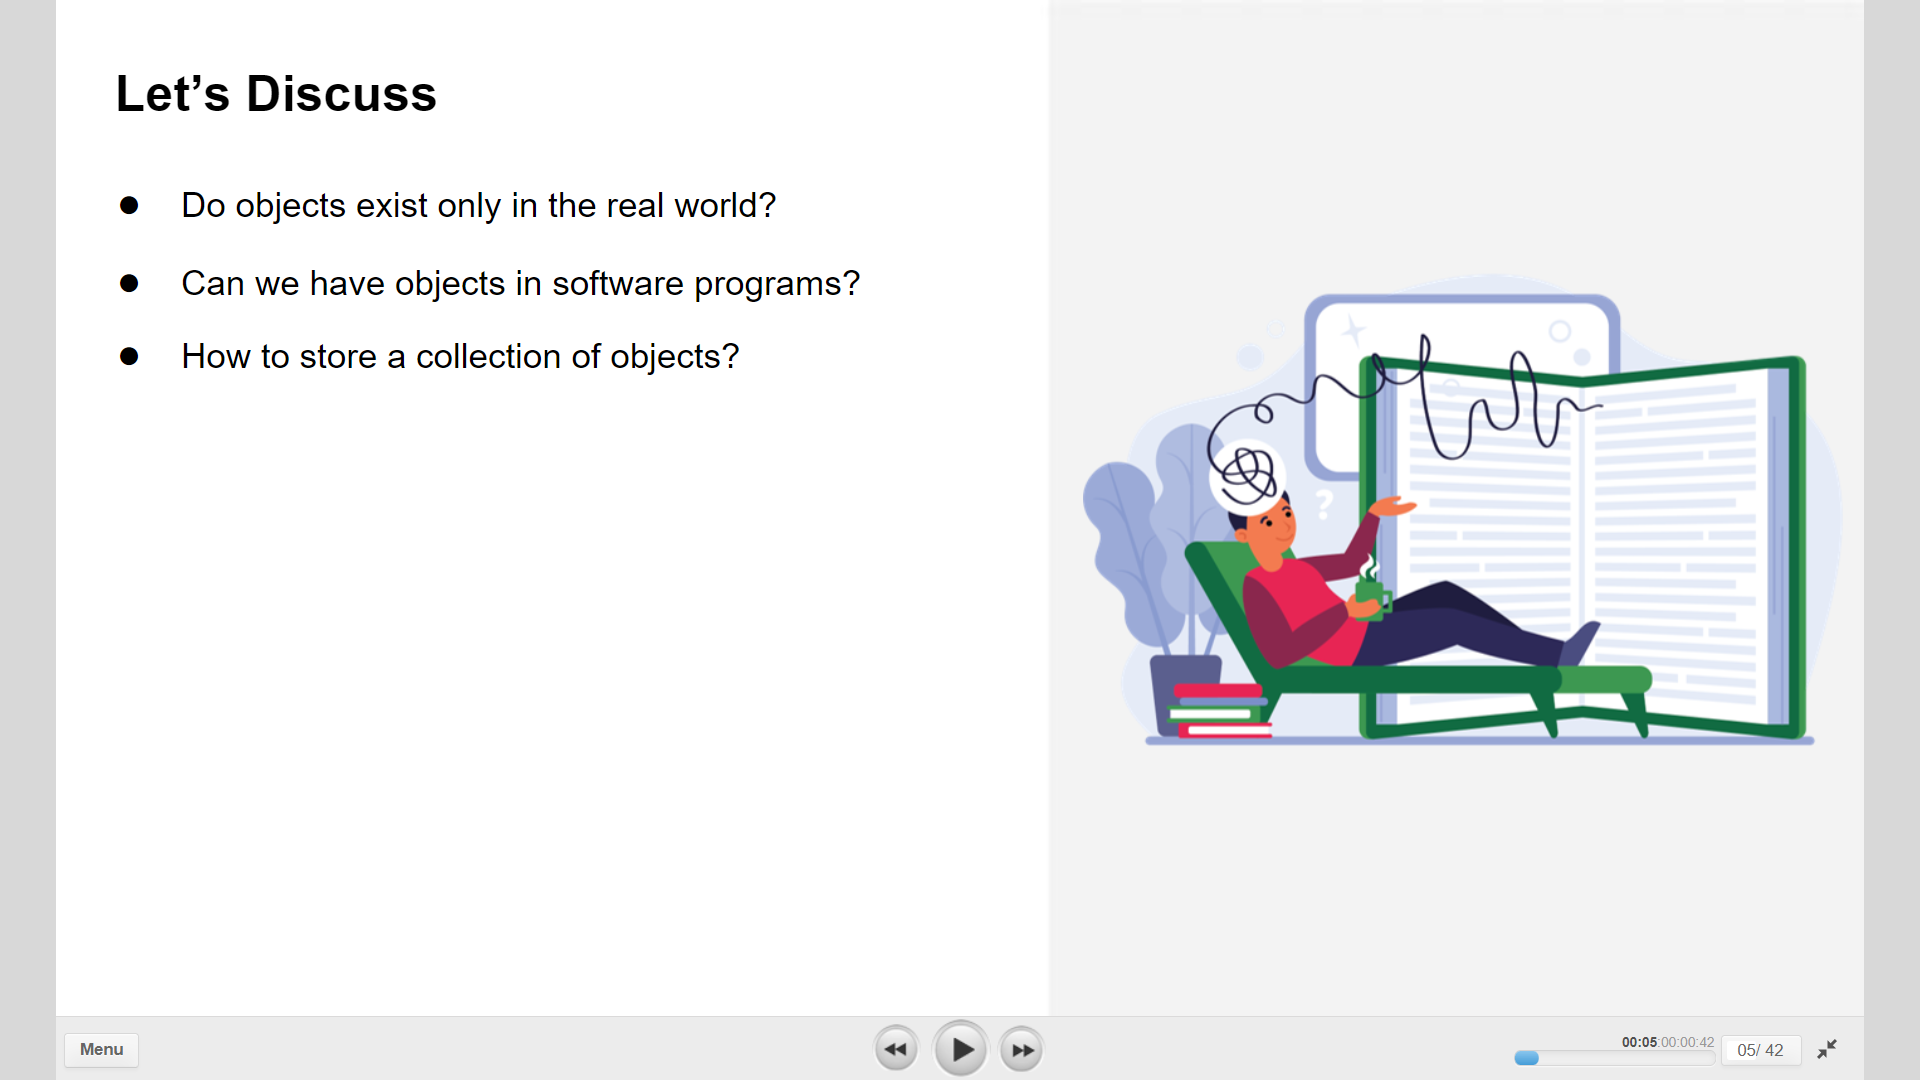 Let’s Discuss
● Do objects exist only in the real world?
● Can we have objects in software programs?
● How to store a collection of objects?
?
Menu
00:05:00:00:42
05/ 42